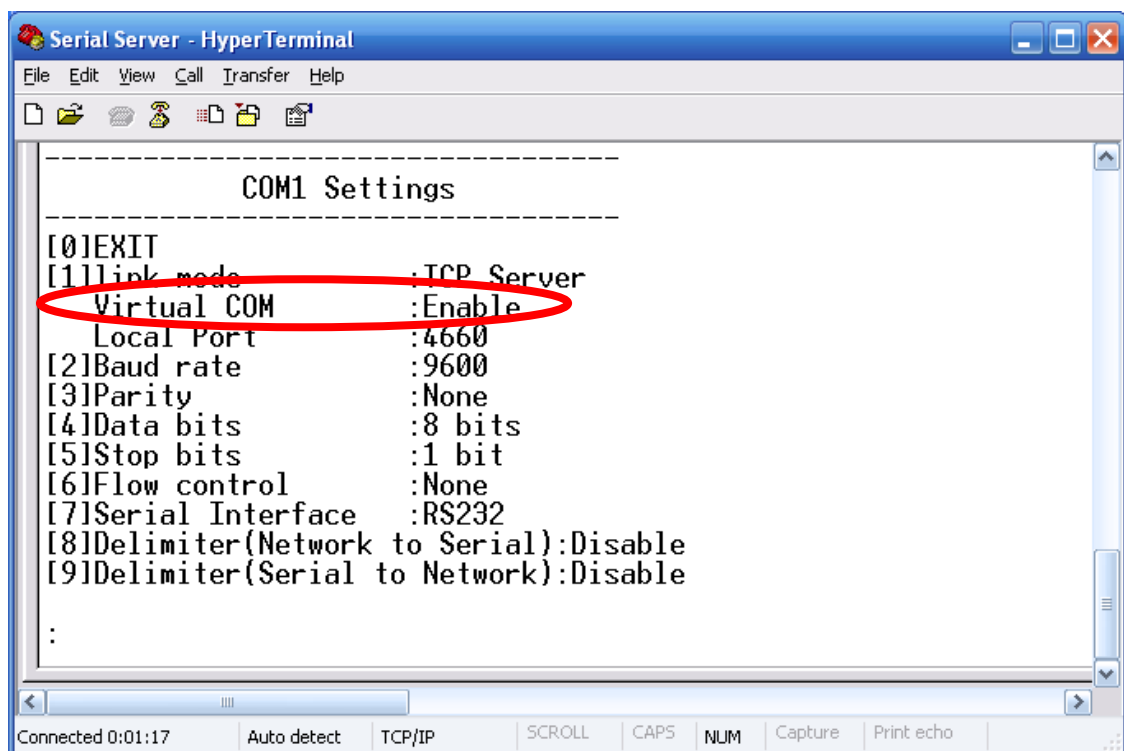 Serial Server - HyperTerminal
File Edit View Call Transfer Help
-----------------------------------
COM1 Settings
-----------------------------------
[0]EXIT
[1]link mode :TCP Server
Virtual COM :Enable
Local Port :4660
[2]Baud rate :9600
[3]Parity :None
[4]Data bits :8 bits
[5]Stop bits :1 bit
[6]Flow control :None
[7]Serial Interface :RS232
[8]Delimiter(Network to Serial):Disable
[9]Delimiter(Serial to Network):Disable
:
Connected 0:01:17 Auto detect TCP/IP SCROLL CAPS NUM Capture Print echo